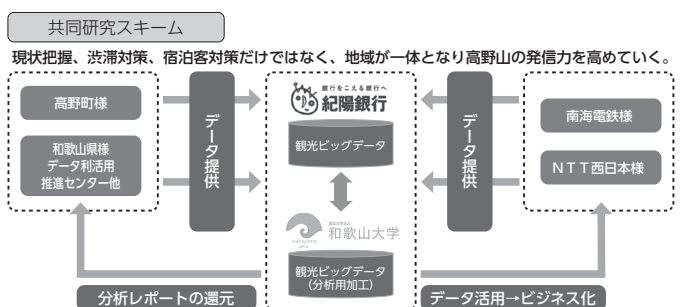 共同研究スキーム
現状把握、渋滞対策、宿泊客対策だけではなく、地域が一体となり高野山の発信力を高めていく。
高野町様
和歌山県様
データ利活用
推進センター他
データ提供
銀行をこえる銀行へ
紀陽銀行
観光ビッグデータ
和歌山大学
観光ビッグデータ
(分析用加工)
データ提供
南海電鉄様
NTT西日本様
分析レポートの還元
データ活用→ビジネス化